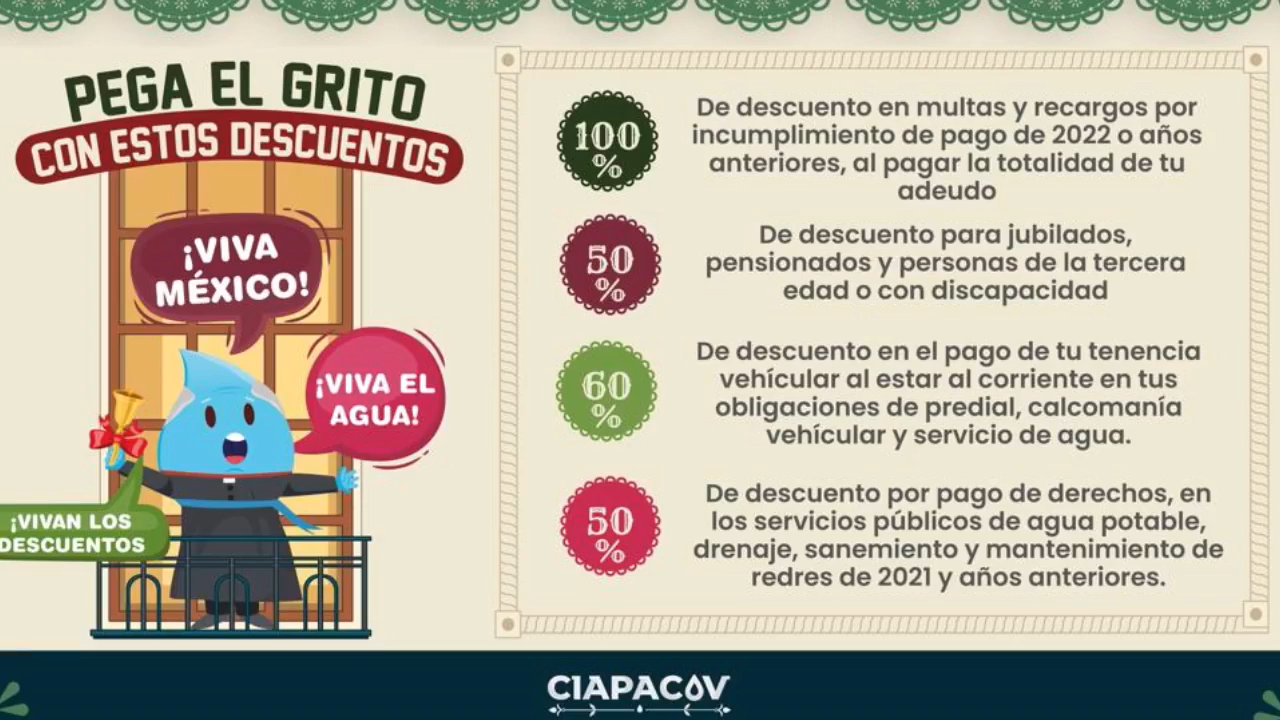 PEGA EL GRITO
CON ESTOS DESCUENTOS
¡VIVA
MÉXICO!
¡VIVA EL
AGUA!
¡VIVAN LOS
DESCUENTOS
100
%
De descuento en multas y recargos por
incumplimiento de pago de 2022 o años
anteriores, al pagar la totalidad de tu
adeudo
50
%
De descuento para jubilados,
pensionados y personas de la tercera
edad o con discapacidad
60
%
De descuento en el pago de tu tenencia
vehícular al estar al corriente en tus
obligaciones de predial, calcomanía
vehícular y servicio de agua.
50
%
De descuento por pago de derechos, en
los servicios públicos de agua potable,
drenaje, sanemiento y mantenimiento de
redres de 2021 y años anteriores.
CIAPACOV